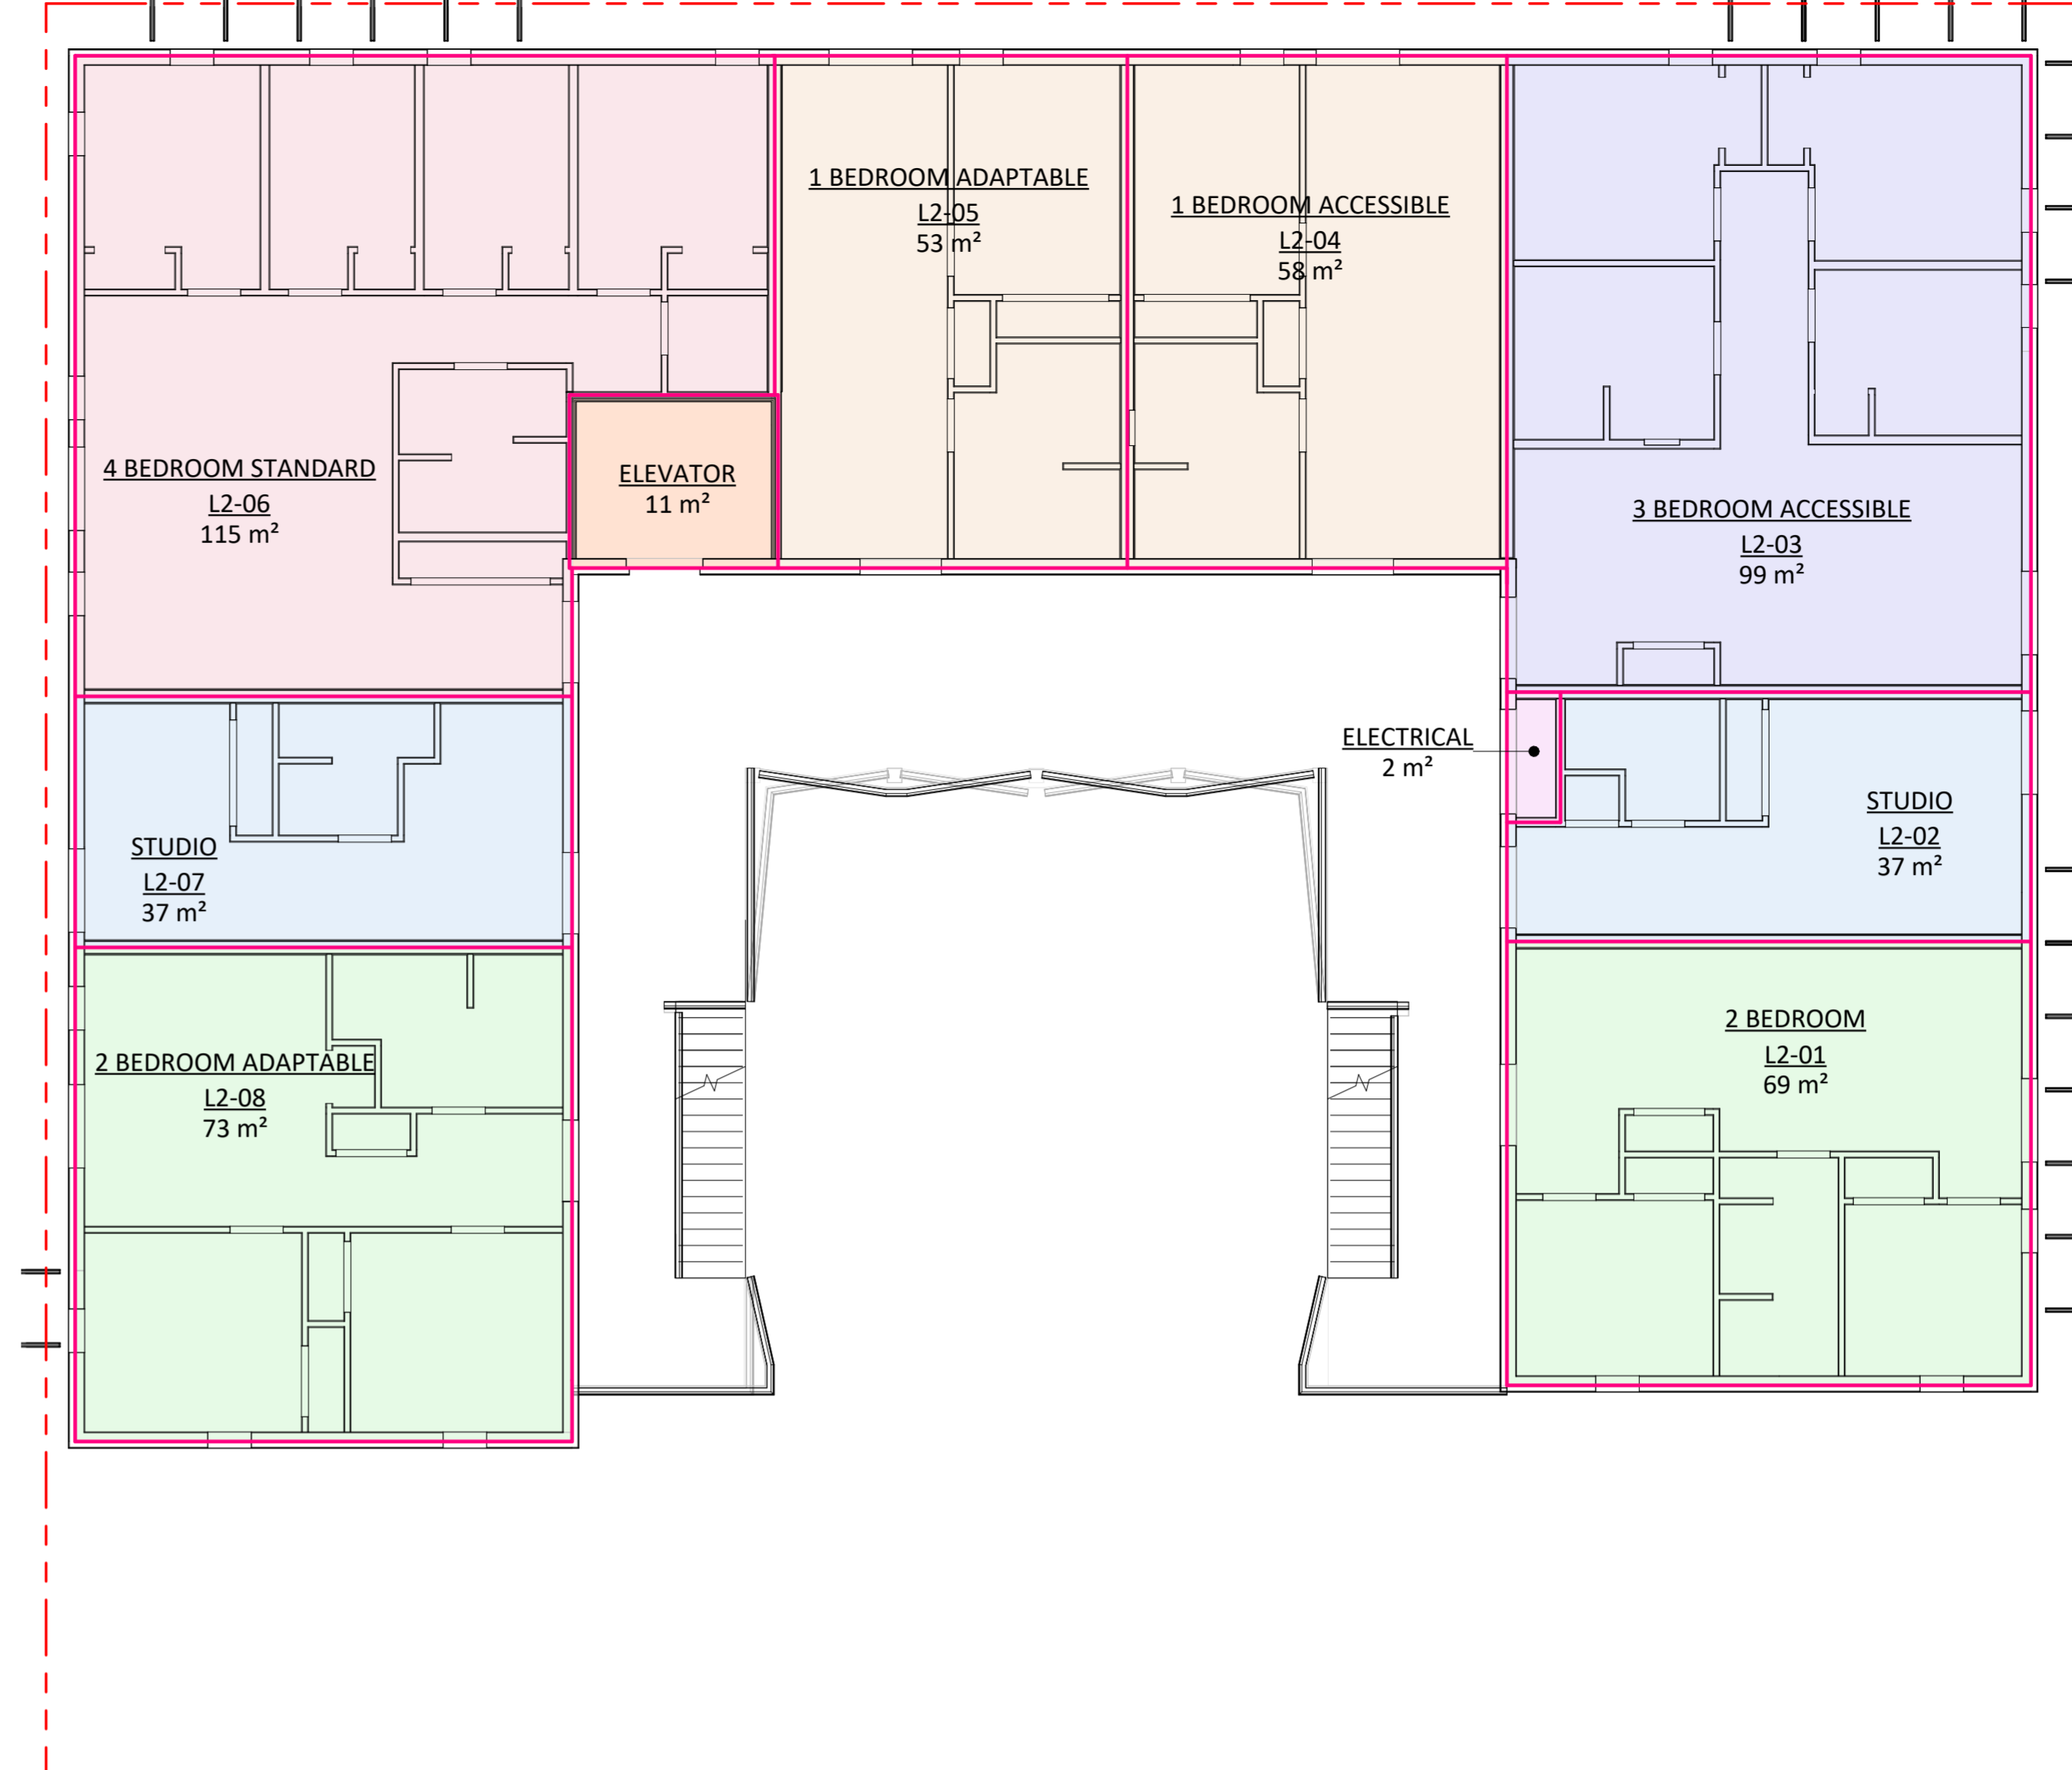 1 BEDROOM ADAPTABLE
L2-05
53 m²
1 BEDROOM ACCESSIBLE
L2-04
58 m²
4 BEDROOM STANDARD
L2-06
115 m²
ELEVATOR
11 m²
3 BEDROOM ACCESSIBLE
L2-03
99 m²
ELECTRICAL
2 m²
STUDIO
L2-07
37 m²
STUDIO
L2-02
37 m²
2 BEDROOM ADAPTABLE
L2-08
73 m²
2 BEDROOM
L2-01
69 m²